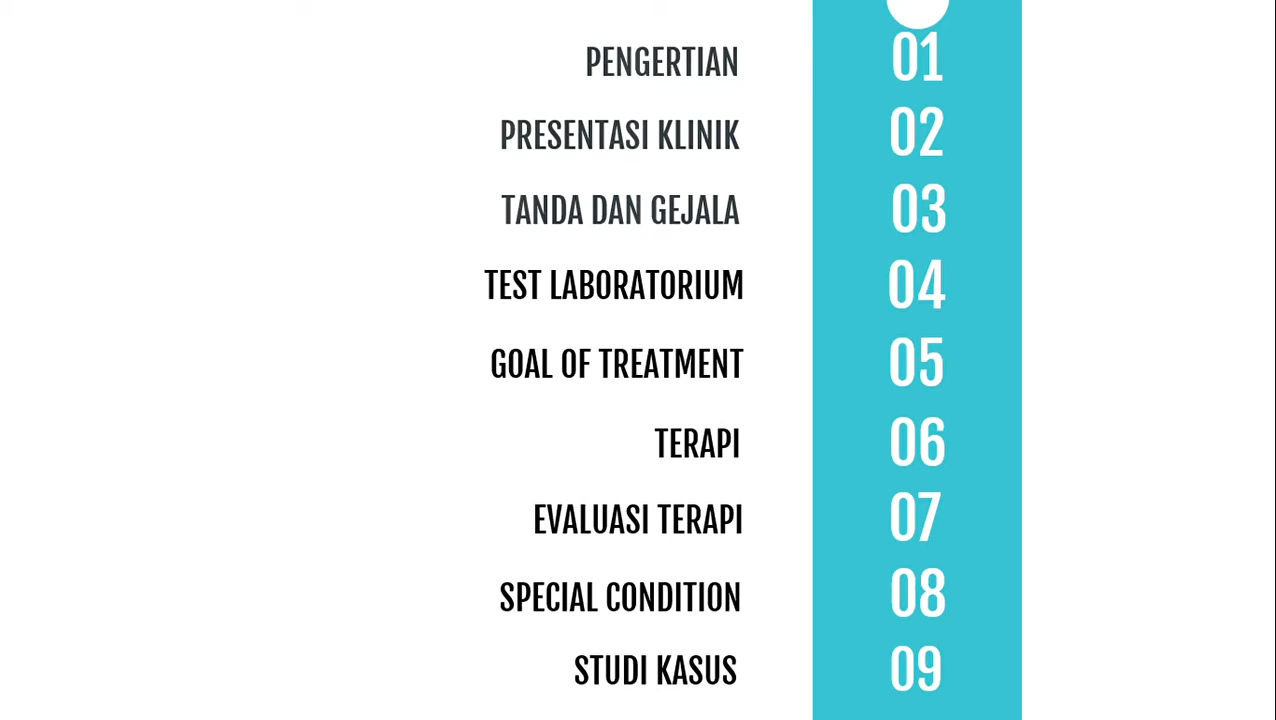 PENGERTIAN 01
PRESENTASI KLINIK 02
TANDA DAN GEJALA 03
TEST LABORATORIUM 04
GOAL OF TREATMENT 05
TERAPI 06
EVALUASI TERAPI 07
SPECIAL CONDITION 08
STUDI KASUS 09